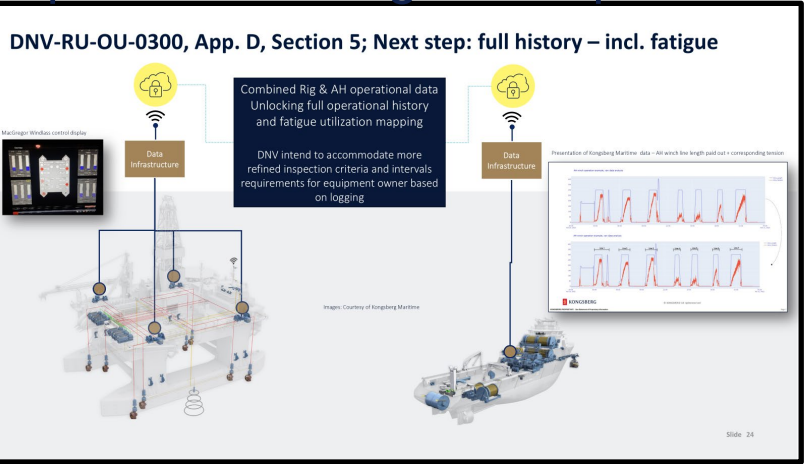 DNV-RU-OU-0300, App. D, Section 5; Next step: full history – incl. fatigue
Combined Rig & AH operational data
Unlocking full operational history
and fatigue utilization mapping
DNV intend to accommodate more
refined inspection criteria and intervals
requirements for equipment owner based
on logging
MacGregor Windlass control display
Data
Infrastructure
Data
Infrastructure
Presentation of Kongsberg Maritime data – AH winch line length paid out + corresponding tension
KONGSBERG
Images: Courtesy of Kongsberg Maritime
Slide 24